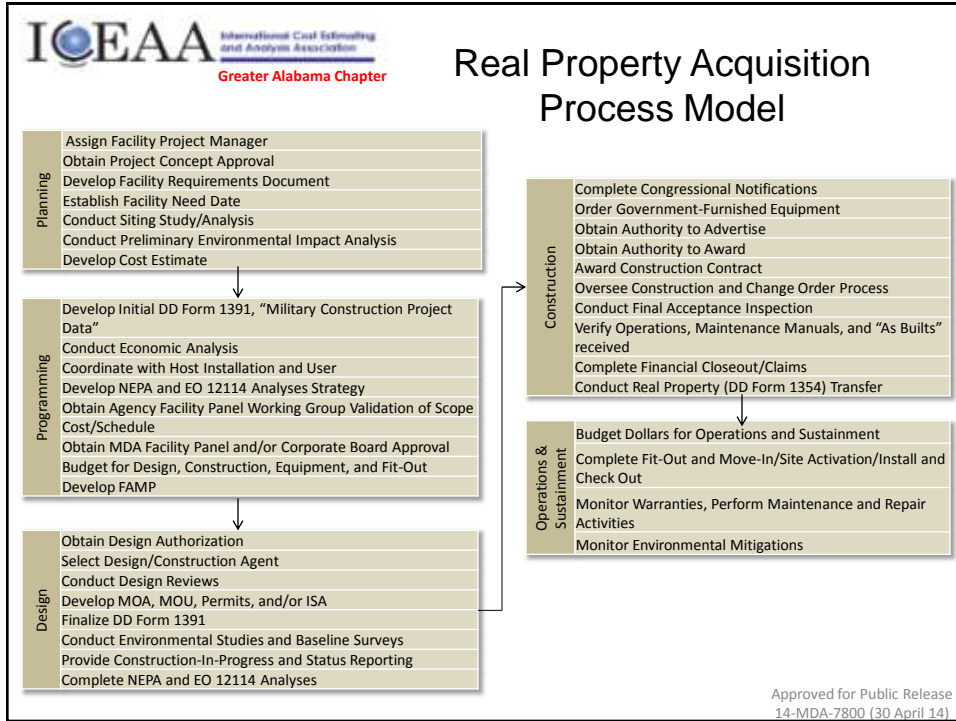 ICEAA International Cost Estimating
and Analysis Association
Greater Alabama Chapter
Real Property Acquisition
Process Model
Planning
Assign Facility Project Manager
Obtain Project Concept Approval
Develop Facility Requirements Document
Establish Facility Need Date
Conduct Siting Study/Analysis
Conduct Preliminary Environmental Impact Analysis
Develop Cost Estimate
Programming
Develop Initial DD Form 1391, “Military Construction Project
Data”
Conduct Economic Analysis
Coordinate with Host Installation and User
Develop NEPA and EO 12114 Analyses Strategy
Obtain Agency Facility Panel Working Group Validation of Scope
Cost/Schedule
Obtain MDA Facility Panel and/or Corporate Board Approval
Budget for Design, Construction, Equipment, and Fit-Out
Develop FAMP
Design
Obtain Design Authorization
Select Design/Construction Agent
Conduct Design Reviews
Develop MOA, MOU, Permits, and/or ISA
Finalize DD Form 1391
Conduct Environmental Studies and Baseline Surveys
Provide Construction-In-Progress and Status Reporting
Complete NEPA and EO 12114 Analyses
Construction
Complete Congressional Notifications
Order Government-Furnished Equipment
Obtain Authority to Advertise
Obtain Authority to Award
Award Construction Contract
Oversee Construction and Change Order Process
Conduct Final Acceptance Inspection
Verify Operations, Maintenance Manuals, and “As Builts”
received
Complete Financial Closeout/Claims
Conduct Real Property (DD Form 1354) Transfer
Operations &
Sustainment
Budget Dollars for Operations and Sustainment
Complete Fit-Out and Move-In/Site Activation/Install and
Check Out
Monitor Warranties, Perform Maintenance and Repair
Activities
Monitor Environmental Mitigations
Approved for Public Release
14-MDA-7800 (30 April 14)